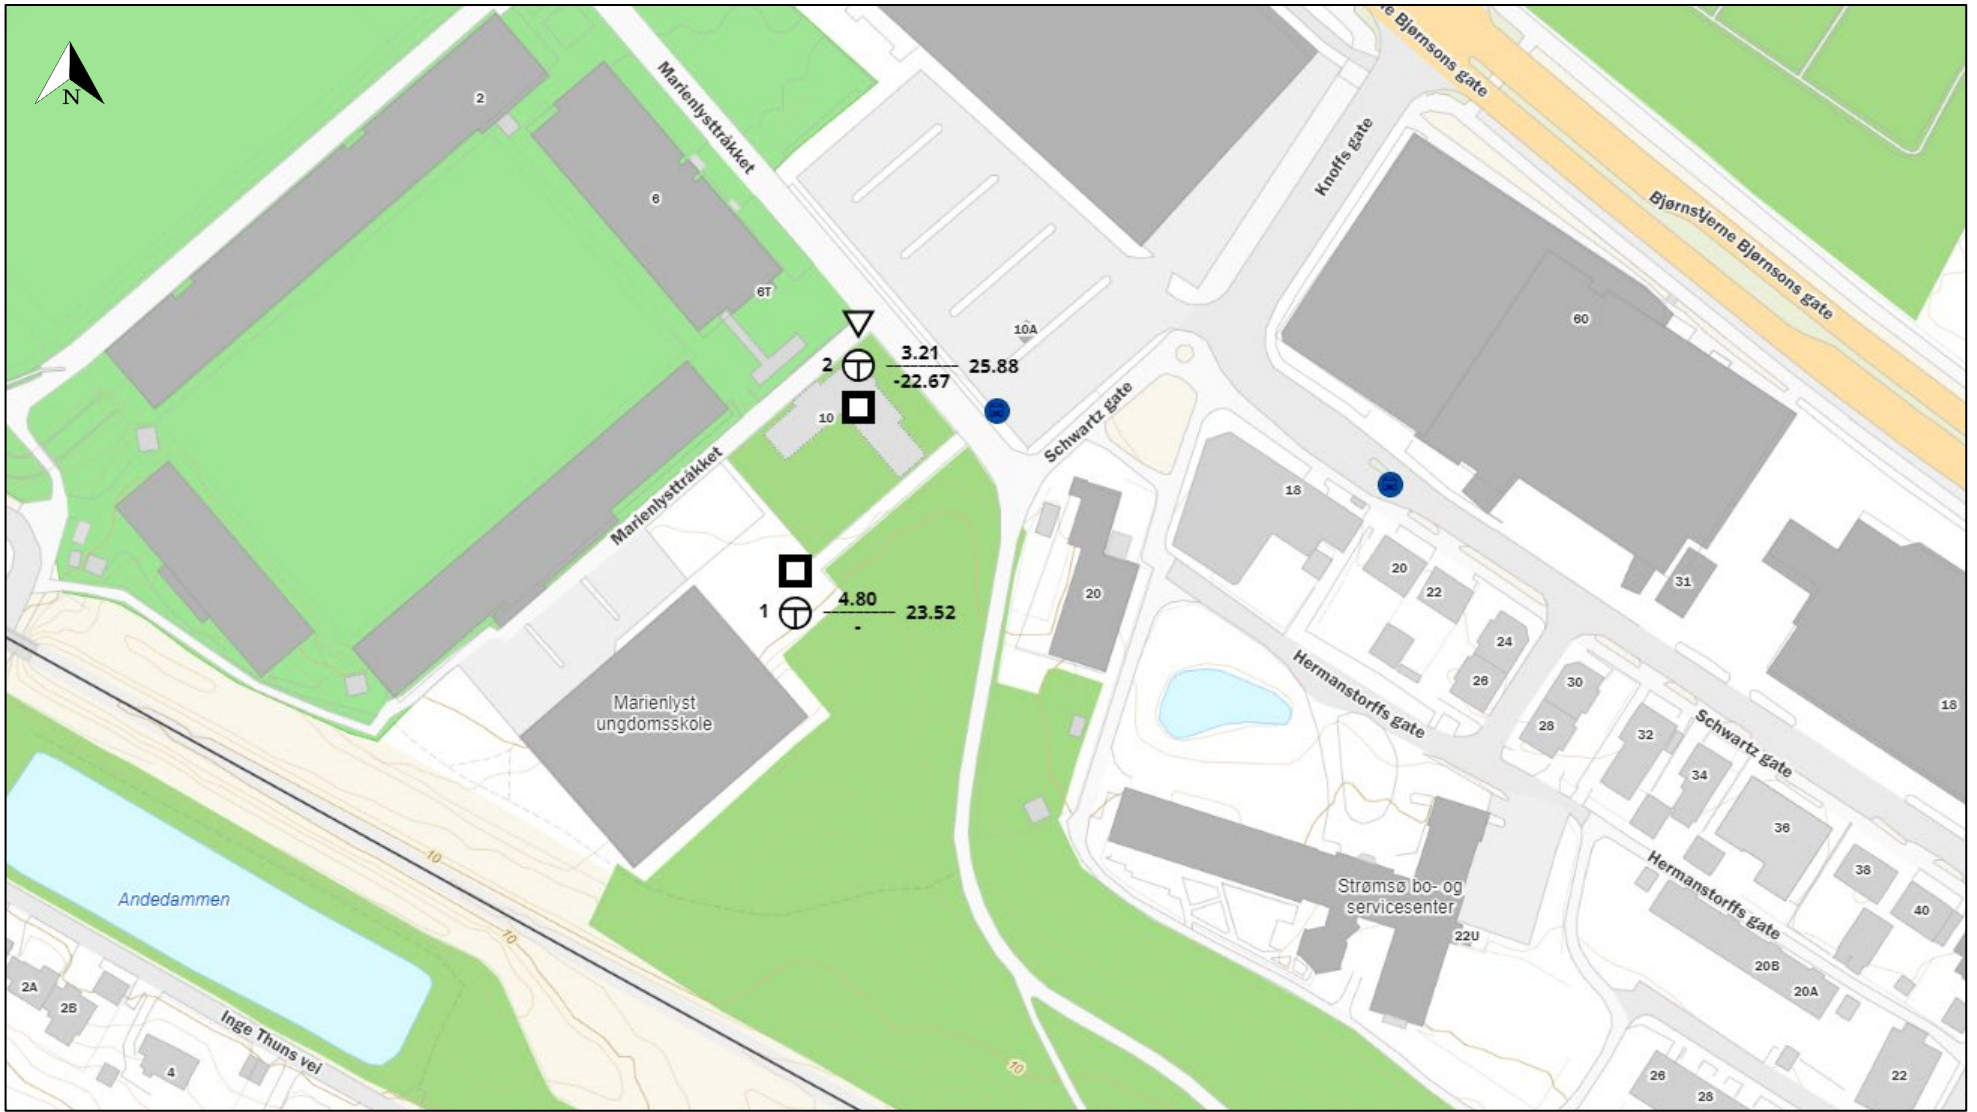 N
Marienlysttråkket
ne Bjørnsons gate
Knoffs gate
Bjørnstjerne Bjørnsons gate
2
6
6T
10A
60
2
3.21
-22.67
25.88
10
Schwartz gate
Marienlysttråkket
18
20
22
31
1
4.80
-
23.52
20
24
26
Hermanstorffs gate
30
28
32
34
18
Schwartz gate
Marienlyst
ungdomsskole
36
38
40
10
Andedammen
10
Strømsø bo- og
servicesenter
22U
Hermanstorffs gate
20B
20A
2A
2B
Inge Thuns vei
4
10
26
28
22